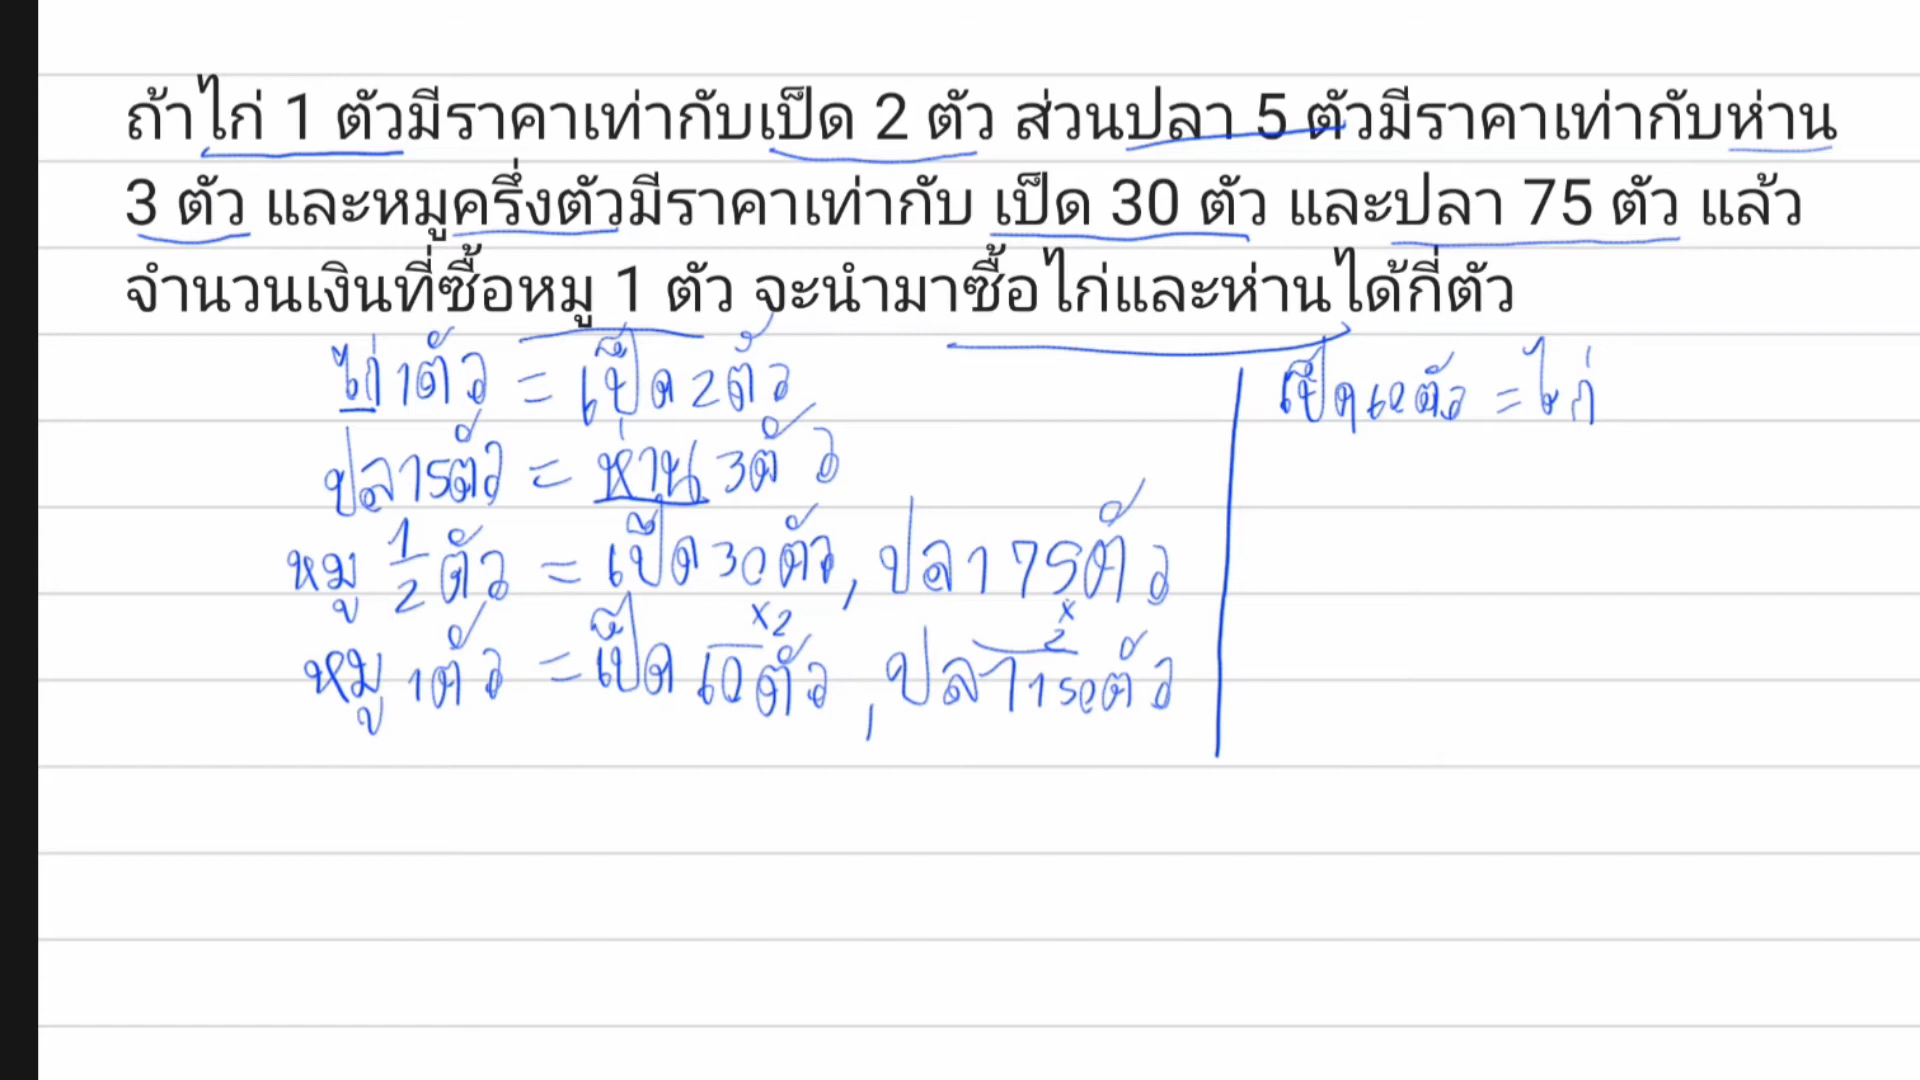 ถ้าไก่ 1 ตัวมีราคาเท่ากับเป็ด 2 ตัว ส่วนปลา 5 ตัวมีราคาเท่ากับห่าน
3 ตัว และหมูครึ่งตัวมีราคาเท่ากับ เป็ด 30 ตัว และปลา 75 ตัว แล้ว
จำนวนเงินที่ซื้อหมู 1 ตัว จะนำมาซื้อไก่และห่านได้กี่ตัว
ไก่ 1 ตัว = เป็ด 2 ตัว
ปลา 5 ตัว = ห่าน 3 ตัว
หมู 1/2 ตัว = เป็ด 30 ตัว, ปลา 75 ตัว
x2 x2
หมู 1 ตัว = เป็ด 60 ตัว, ปลา 150 ตัว
เป็ด 60 ตัว = ไก่